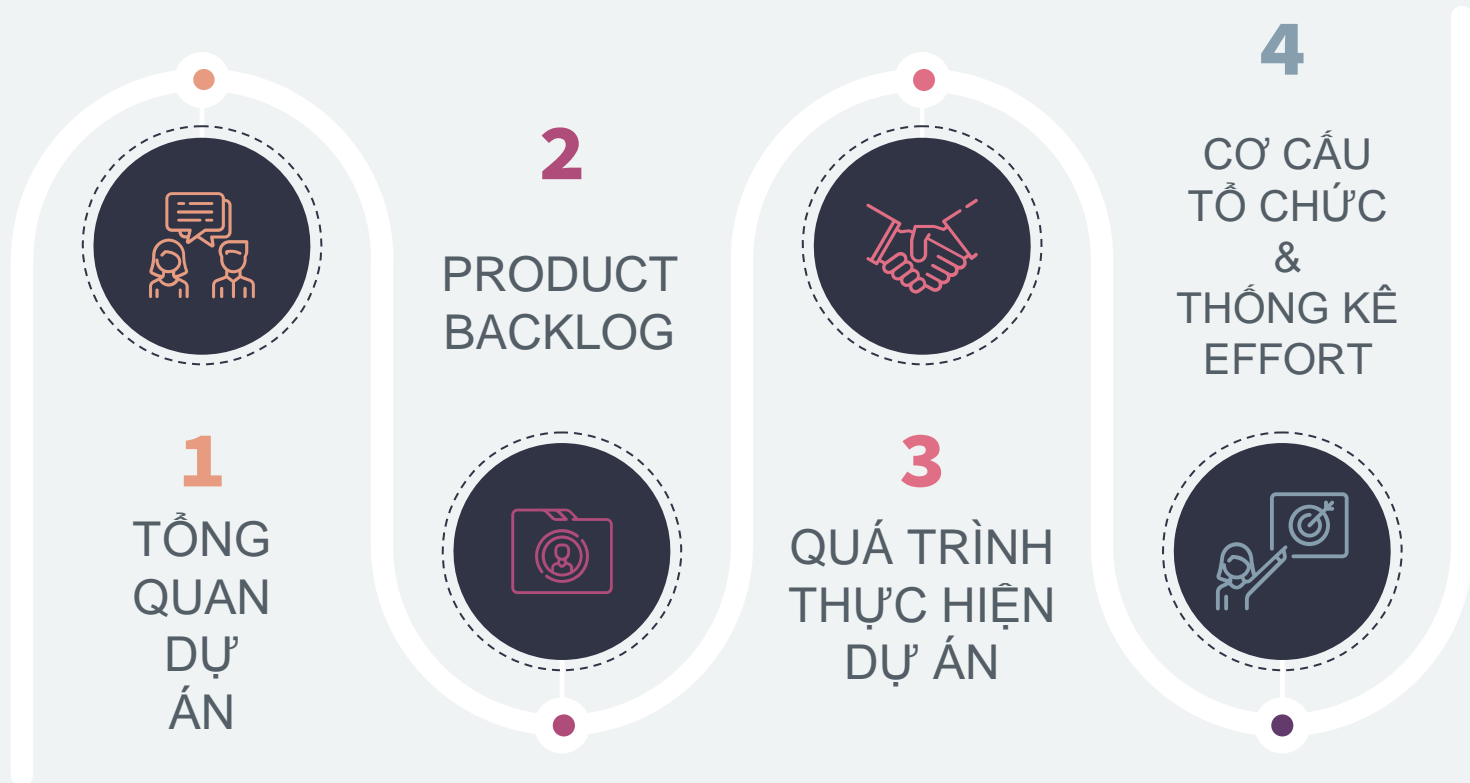 1
TỔNG
QUAN
DỰ
ÁN
2
PRODUCT
BACKLOG
3
QUÁ TRÌNH
THỰC HIỆN
DỰ ÁN
4
CƠ CẤU
TỔ CHỨC
&
THỐNG KÊ
EFFORT